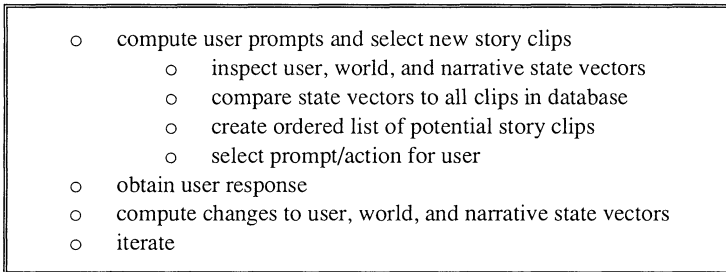 o compute user prompts and select new story clips
o inspect user, world, and narrative state vectors
o compare state vectors to all clips in database
o create ordered list of potential story clips
o select prompt/action for user
o obtain user response
o compute changes to user, world, and narrative state vectors
o iterate